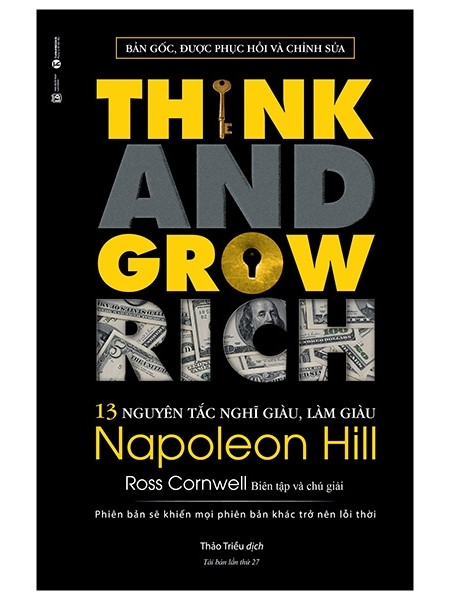 BẢN GỐC, ĐƯỢC PHỤC HỒI VÀ CHỈNH SỬA
THINK
AND
GROW
RICH
13 NGUYÊN TẮC NGHĨ GIÀU, LÀM GIÀU
Napoleon Hill
Ross Cornwell Biên tập và chú giải
Phiên bản sẽ khiến mọi phiên bản khác trở nên lỗi thời
Thảo Triều dịch
Tái bản lần thứ 27